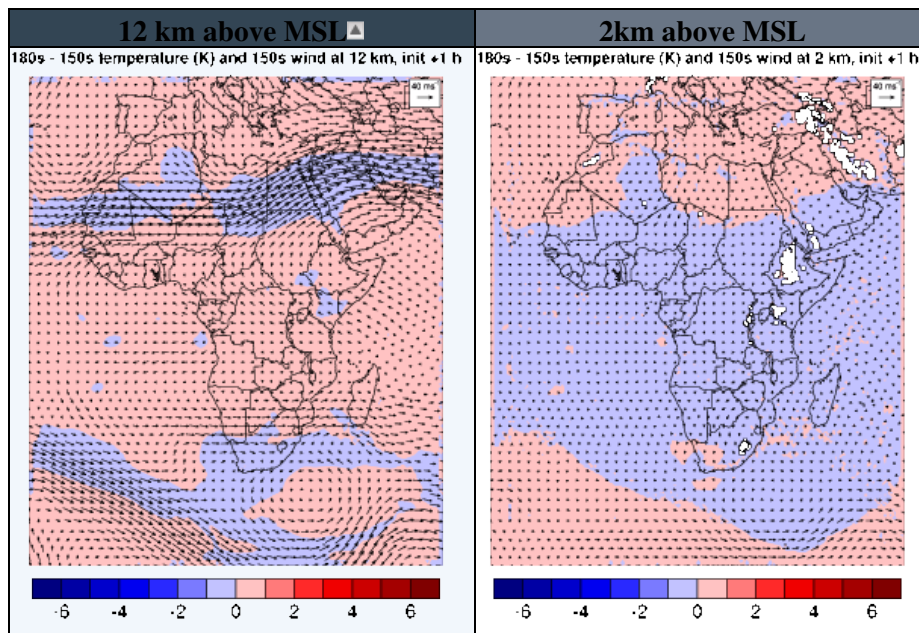 12 km above MSL
2km above MSL
180s - 150s temperature (K) and 150s wind at 12 km, init +1 h
180s - 150s temperature (K) and 150s wind at 2 km, init +1 h
40 ms
40 ms
-6 -4 -2 0 2 4 6
-6 -4 -2 0 2 4 6